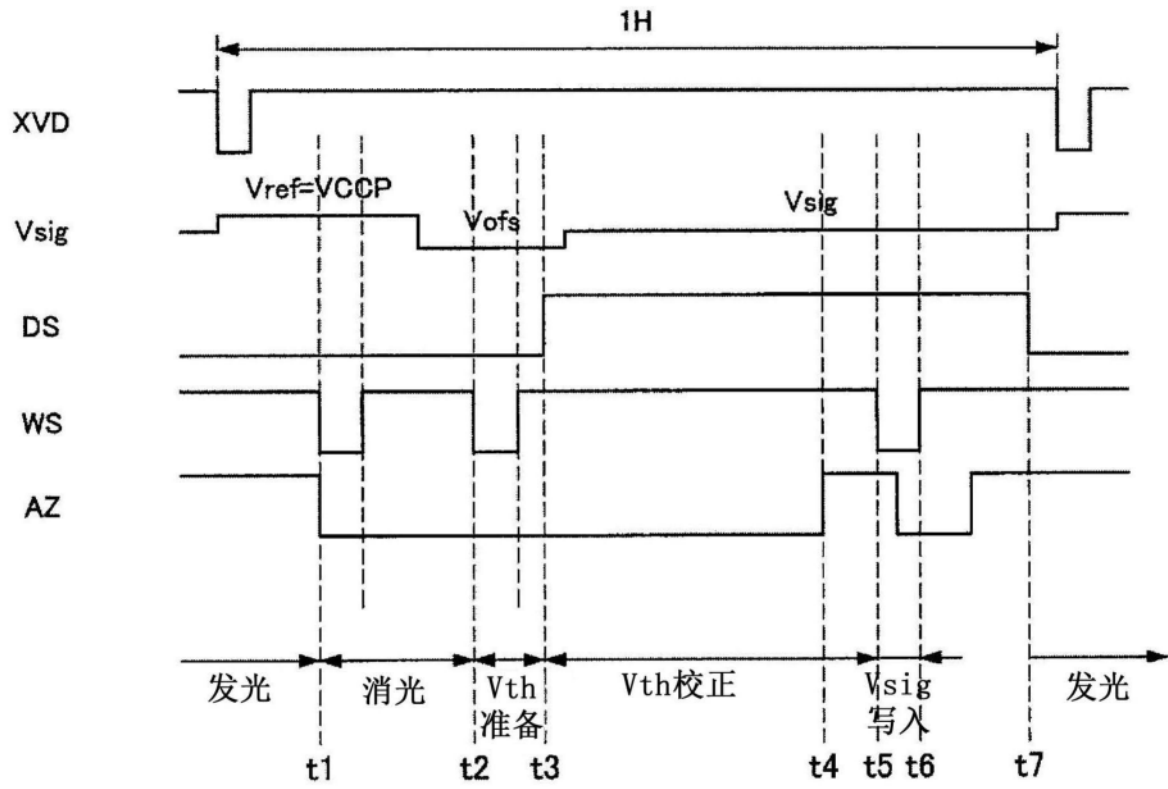 1H
XVD
Vref=VCCP
Vofs
Vsig
Vsig
DS
WS
AZ
发光
消光
Vth
准备
Vth校正
Vsig
写入
发光
t1
t2
t3
t4
t5
t6
t7